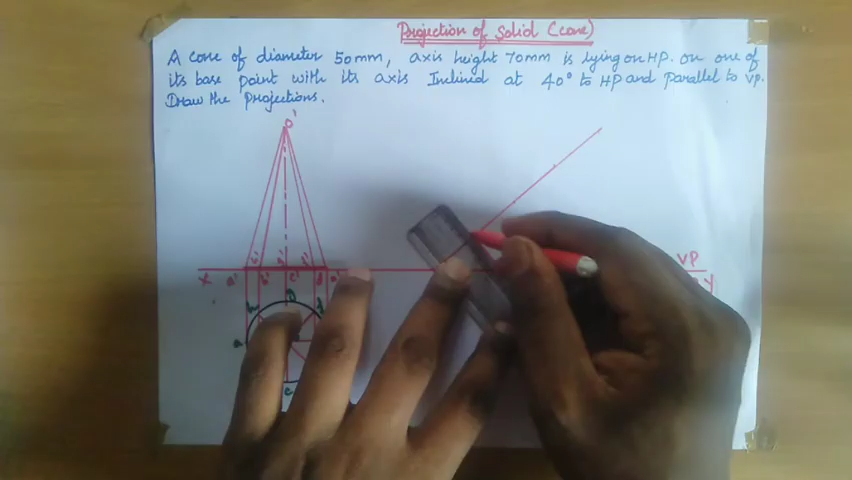 Projection of Solid (cone)
A Cone of diameter 50mm, axis height 70mm is lying on HP. on one of
its base point with its axis Inclined at 40° to HP and parallel to VP.
Draw the projections.
o'
VP
X
a'
b'
c'
Y
a
c